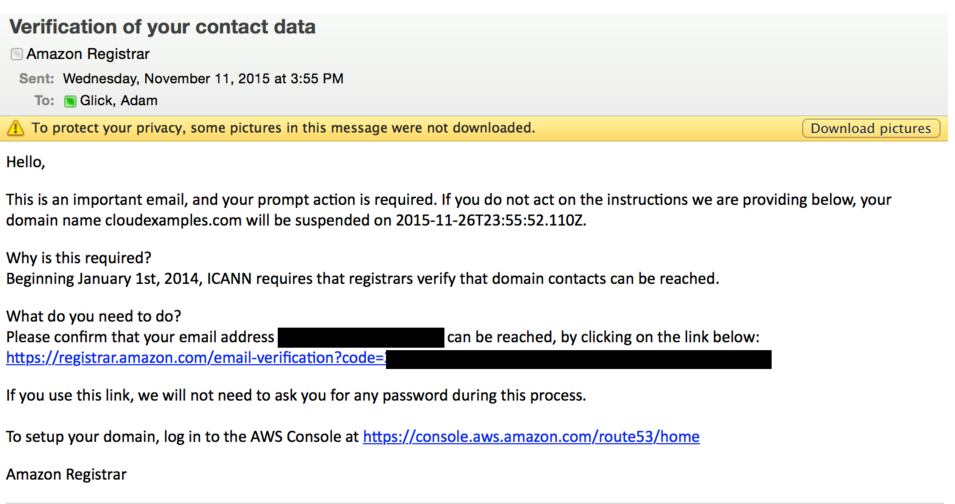 Verification of your contact data
Amazon Registrar
Sent: Wednesday, November 11, 2015 at 3:55 PM
To: Glick, Adam
To protect your privacy, some pictures in this message were not downloaded. Download pictures
Hello,
This is an important email, and your prompt action is required. If you do not act on the instructions we are providing below, your
domain name cloudexamples.com will be suspended on 2015-11-26T23:55:52.110Z.
Why is this required?
Beginning January 1st, 2014, ICANN requires that registrars verify that domain contacts can be reached.
What do you need to do?
Please confirm that your email address can be reached, by clicking on the link below:
https://registrar.amazon.com/email-verification?code=
If you use this link, we will not need to ask you for any password during this process.
To setup your domain, log in to the AWS Console at https://console.aws.amazon.com/route53/home
Amazon Registrar